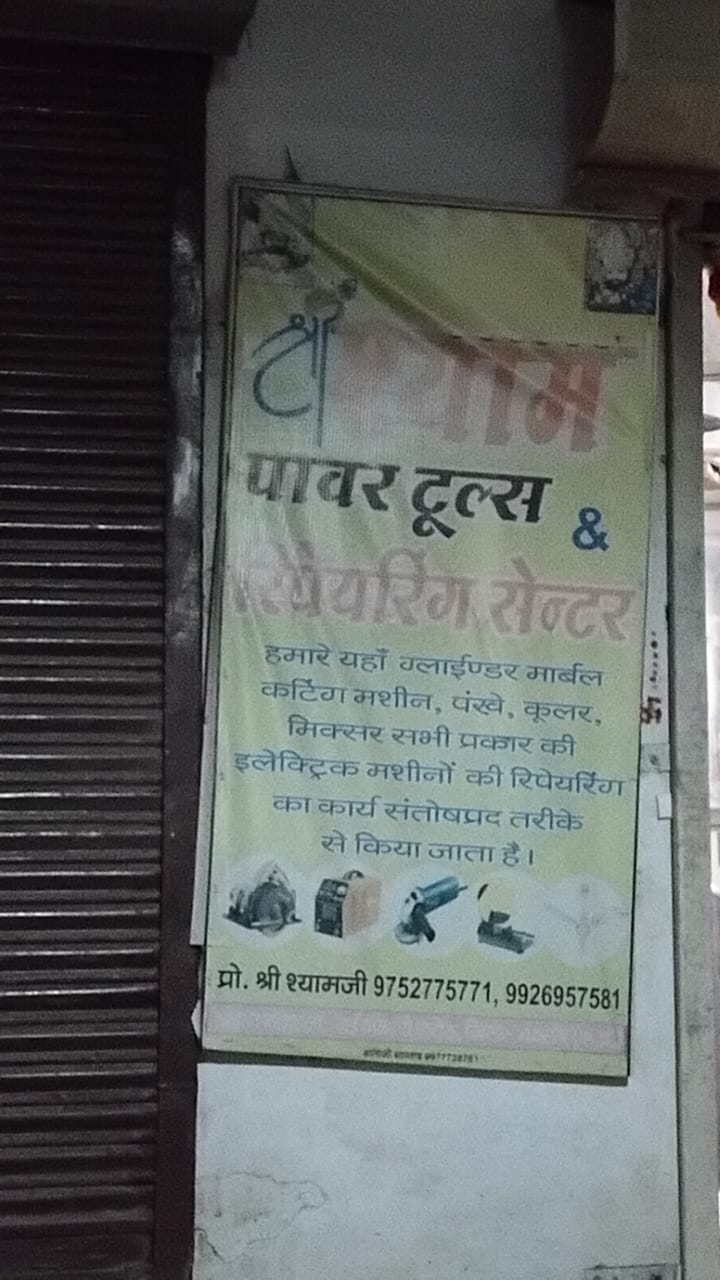 श्री श्याम
पावर टूल्स &
रिपेयरिंग सेन्टर
हमारे यहाँ ग्लाईण्डर मार्बल
कटिंग मशीन, पंखे, कूलर,
मिक्सर सभी प्रकार की
इलेक्ट्रिक मशीनों की रिपेयरिंग
का कार्य संतोषप्रद तरीके
से किया जाता है।
प्रो. श्री श्यामजी 9752775771, 9926957581